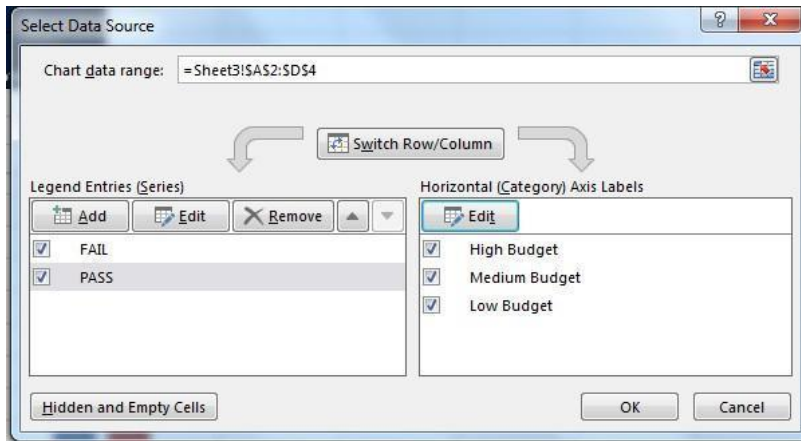 Select Data Source
Chart data range: =Sheet3!$A$2:$D$4
Switch Row/Column
Legend Entries (Series)
Add Edit Remove
FAIL
PASS
Horizontal (Category) Axis Labels
Edit
High Budget
Medium Budget
Low Budget
Hidden and Empty Cells
OK Cancel